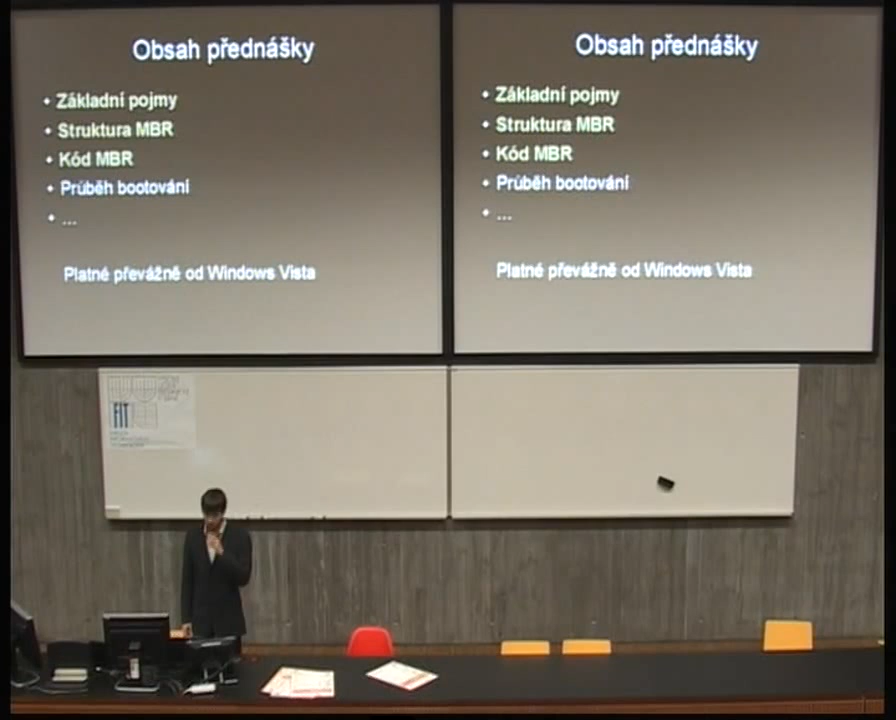 Obsah přednášky
• Základní pojmy
• Struktura MBR
• Kód MBR
• Průběh bootování
• ...
Platné převážně od Windows Vista
Obsah přednášky
• Základní pojmy
• Struktura MBR
• Kód MBR
• Průběh bootování
• ...
Platné převážně od Windows Vista
FIT